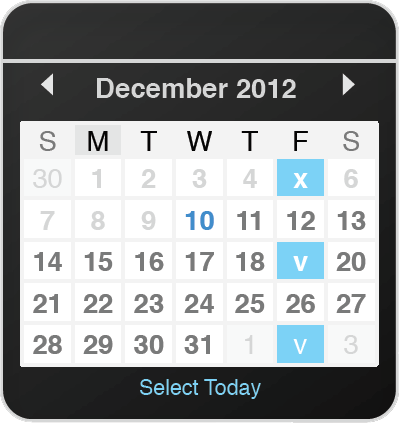 December 2012
S M T W T F S
30 1 2 3 4 x 6
7 8 9 10 11 12 13
14 15 16 17 18 v 20
21 22 23 24 25 26 27
28 29 30 31 1 v 3
Select Today